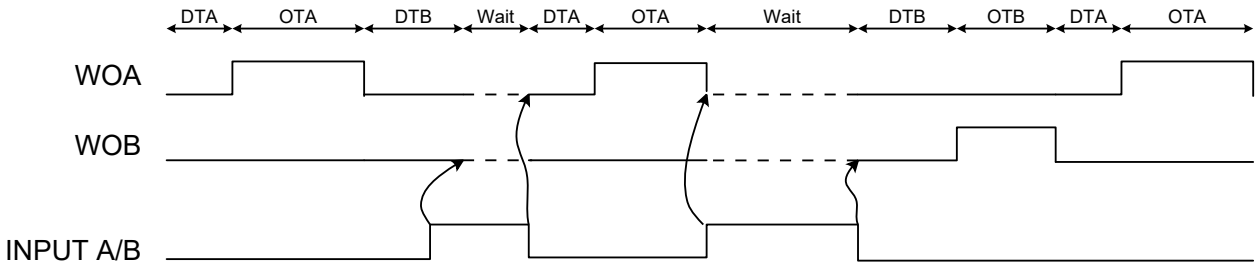 DTA OTA DTB Wait DTA OTA Wait DTB OTB DTA OTA
WOA
WOB
INPUT A/B